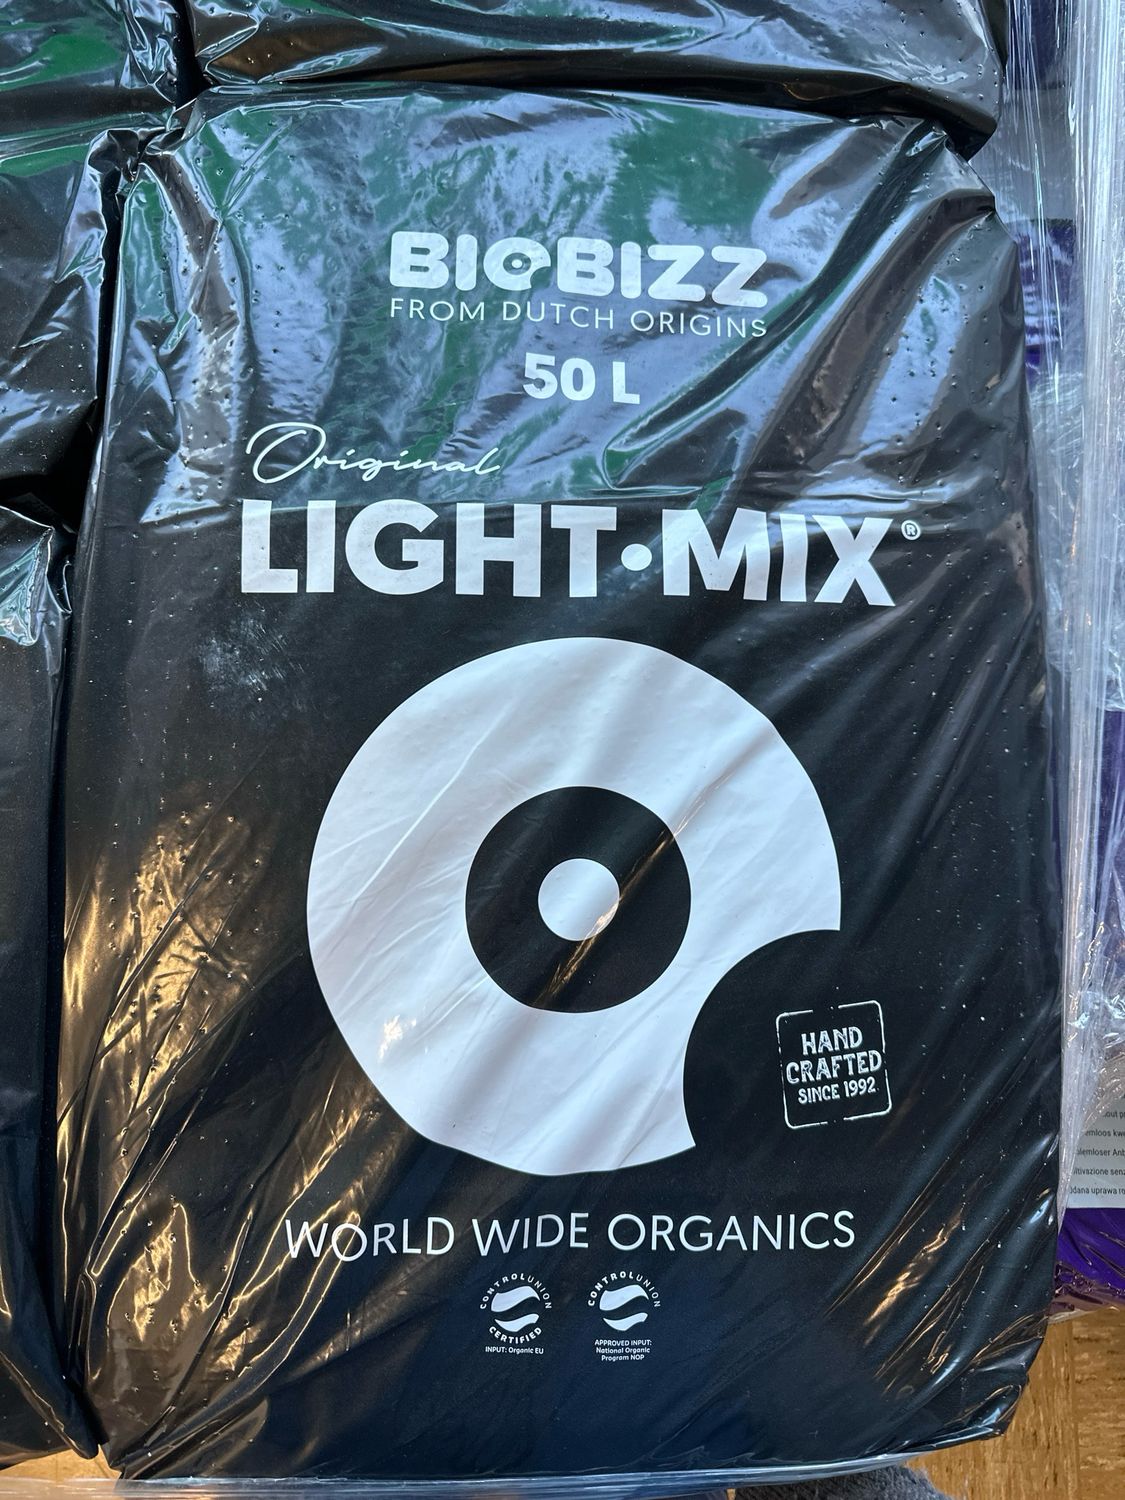 BIOBIZZ
FROM DUTCH ORIGINS
50 L
Original
LIGHT·MIX®
HAND
CRAFTED
SINCE 1992
WORLD WIDE ORGANICS
CONTROLUNION
CERTIFIED
INPUT: Organic EU
CONTROLUNION
APPROVED INPUT:
National Organic
Program NOP